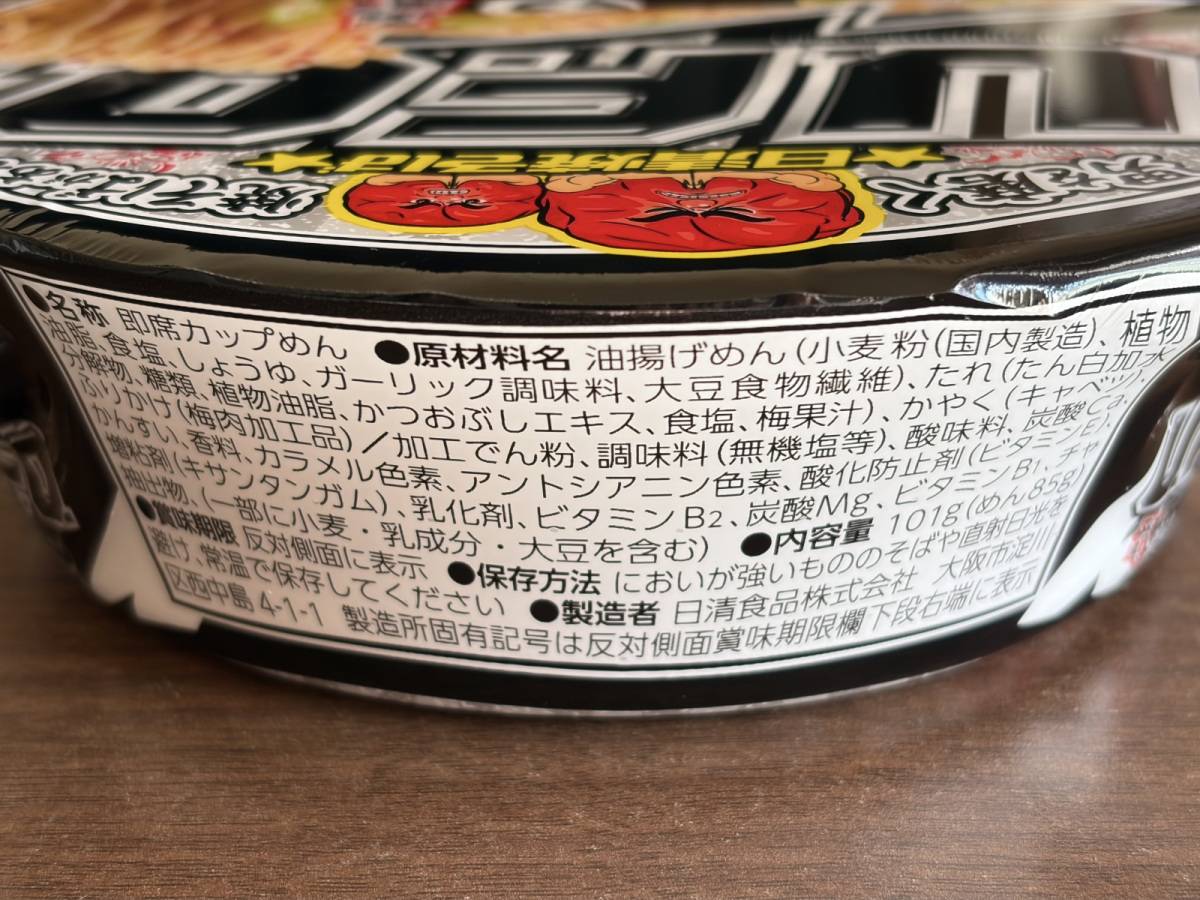 ★日清焼きそば★
●名称 即席カップめん ●原材料名 油揚げめん(小麦粉(国内製造)、植物
油脂、食塩、しょうゆ、ガーリック調味料、大豆食物繊維)、たれ(たん白加水
分解物、糖類、植物油脂、かつおぶしエキス、食塩、梅果汁)、かやく(キャベツ)、
ふりかけ(梅肉加工品)/加工でん粉、調味料(無機塩等)、酸味料、炭酸Ca、
かんすい、香料、カラメル色素、アントシアニン色素、酸化防止剤(ビタミンE)、
増粘剤(キサンタンガム)、乳化剤、ビタミンB2、炭酸Mg、ビタミンB1、チャ
抽出物、(一部に小麦・乳成分・大豆を含む) ●内容量 101g(めん85g)
●賞味期限 反対側面に表示 ●保存方法 においが強いもののそばや直射日光を
避け、常温で保存してください ●製造者 日清食品株式会社 大阪市淀川
区西中島4-1-1 製造所固有記号は反対側面賞味期限欄下段右端に表示